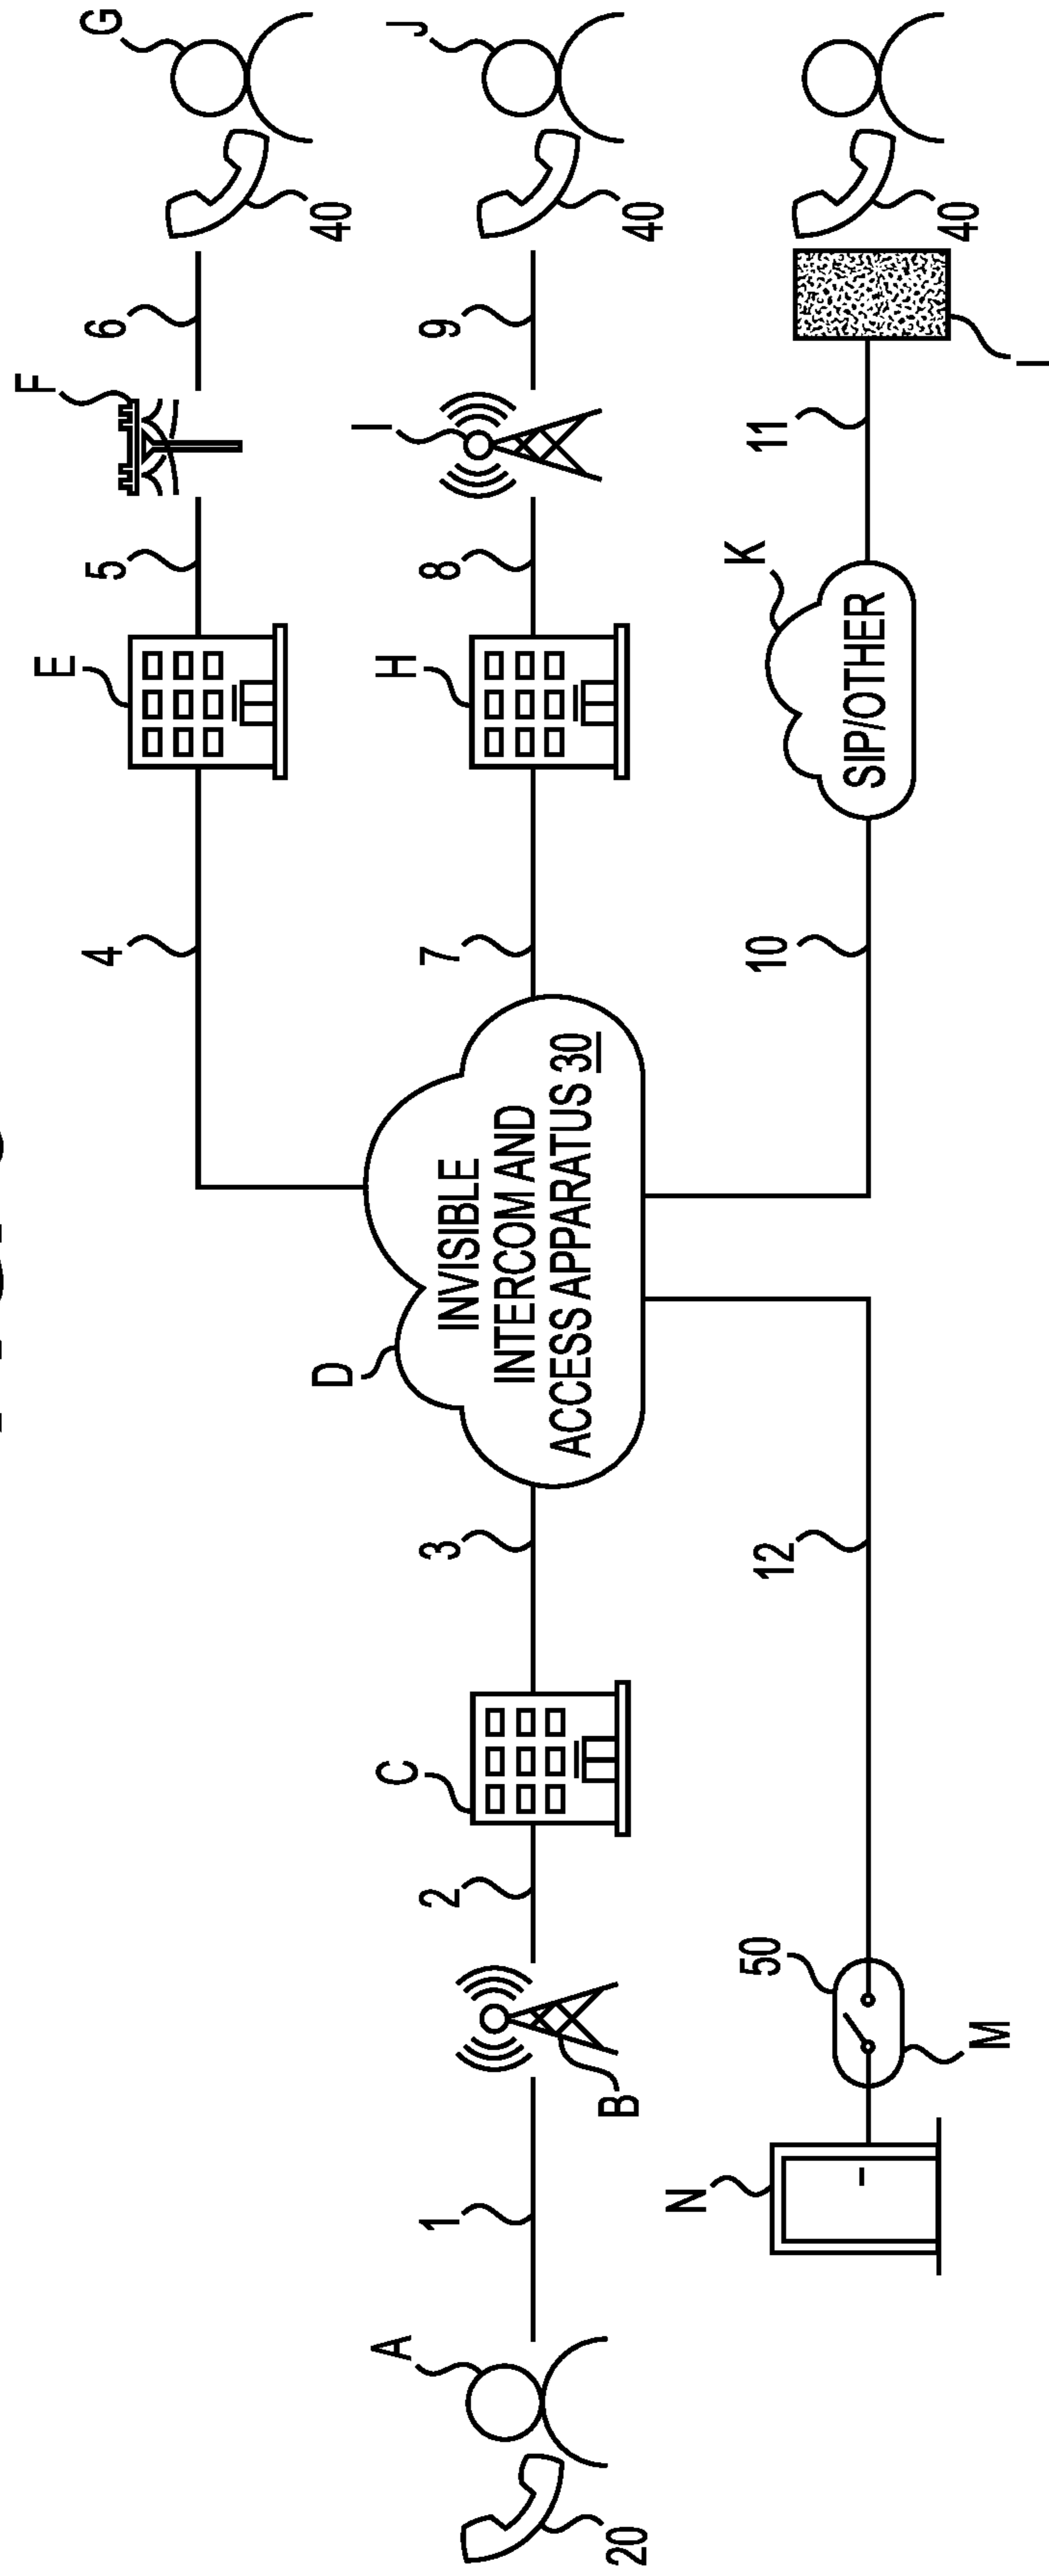 F
E
G
4
5
6
40
D
I
A
C
H
J
1
2
3
7
8
9
INVISIBLE
INTERCOM AND
ACCESS APPARATUS 30
B
20
40
N
K
50
12
10
11
SIP/OTHER
40
M